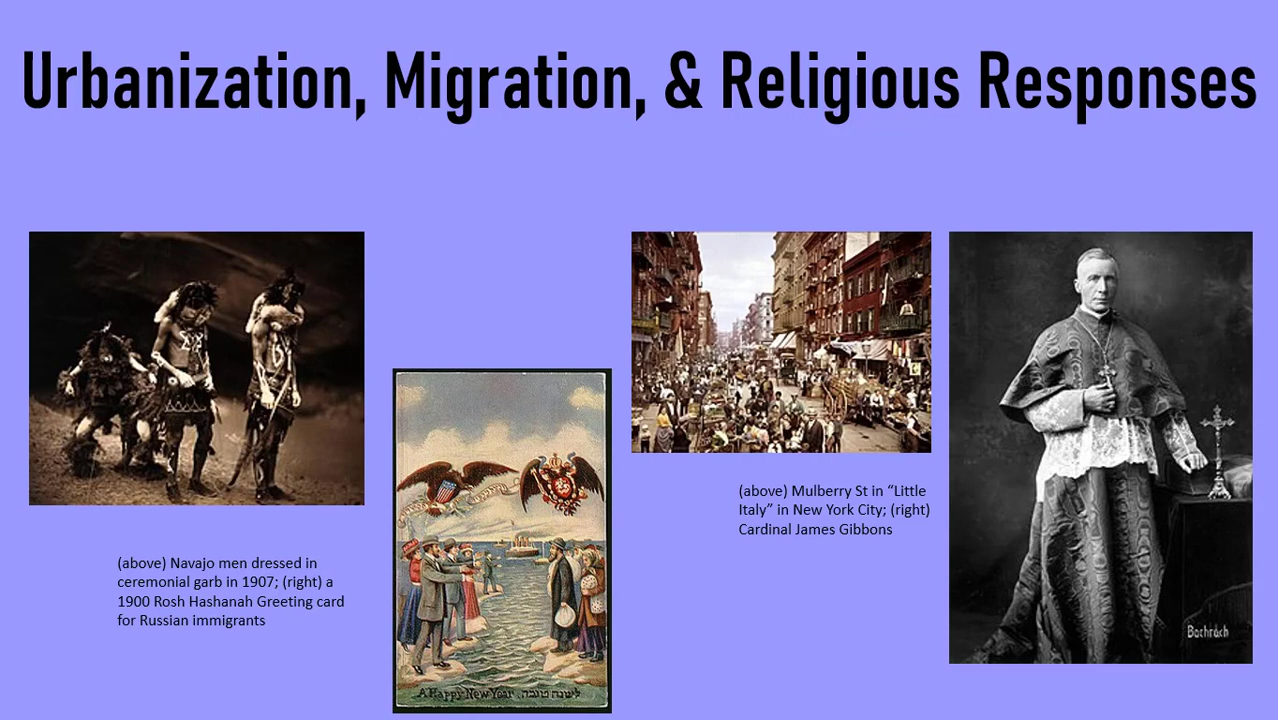 Urbanization, Migration, & Religious Responses
(above) Navajo men dressed in
ceremonial garb in 1907; (right) a
1900 Rosh Hashanah Greeting card
for Russian immigrants
A Happy New Year. לשנה טובה.
(above) Mulberry St in “Little
Italy” in New York City; (right)
Cardinal James Gibbons
Bachrach